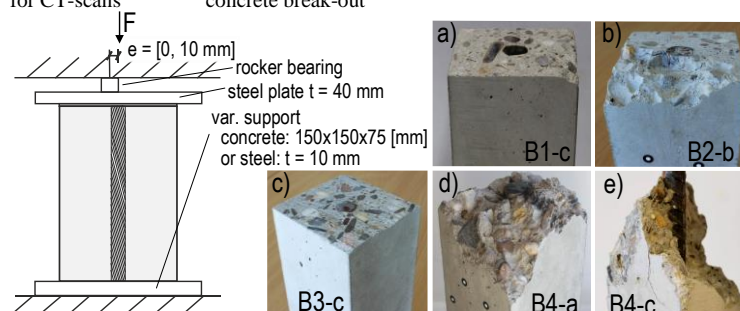 for CT-scans concrete break-out
F
e = [0, 10 mm]
rocker bearing
steel plate t = 40 mm
var. support
concrete: 150x150x75 [mm]
or steel: t = 10 mm
a)
B1-c
b)
B2-b
c)
B3-c
d)
B4-a
e)
B4-c